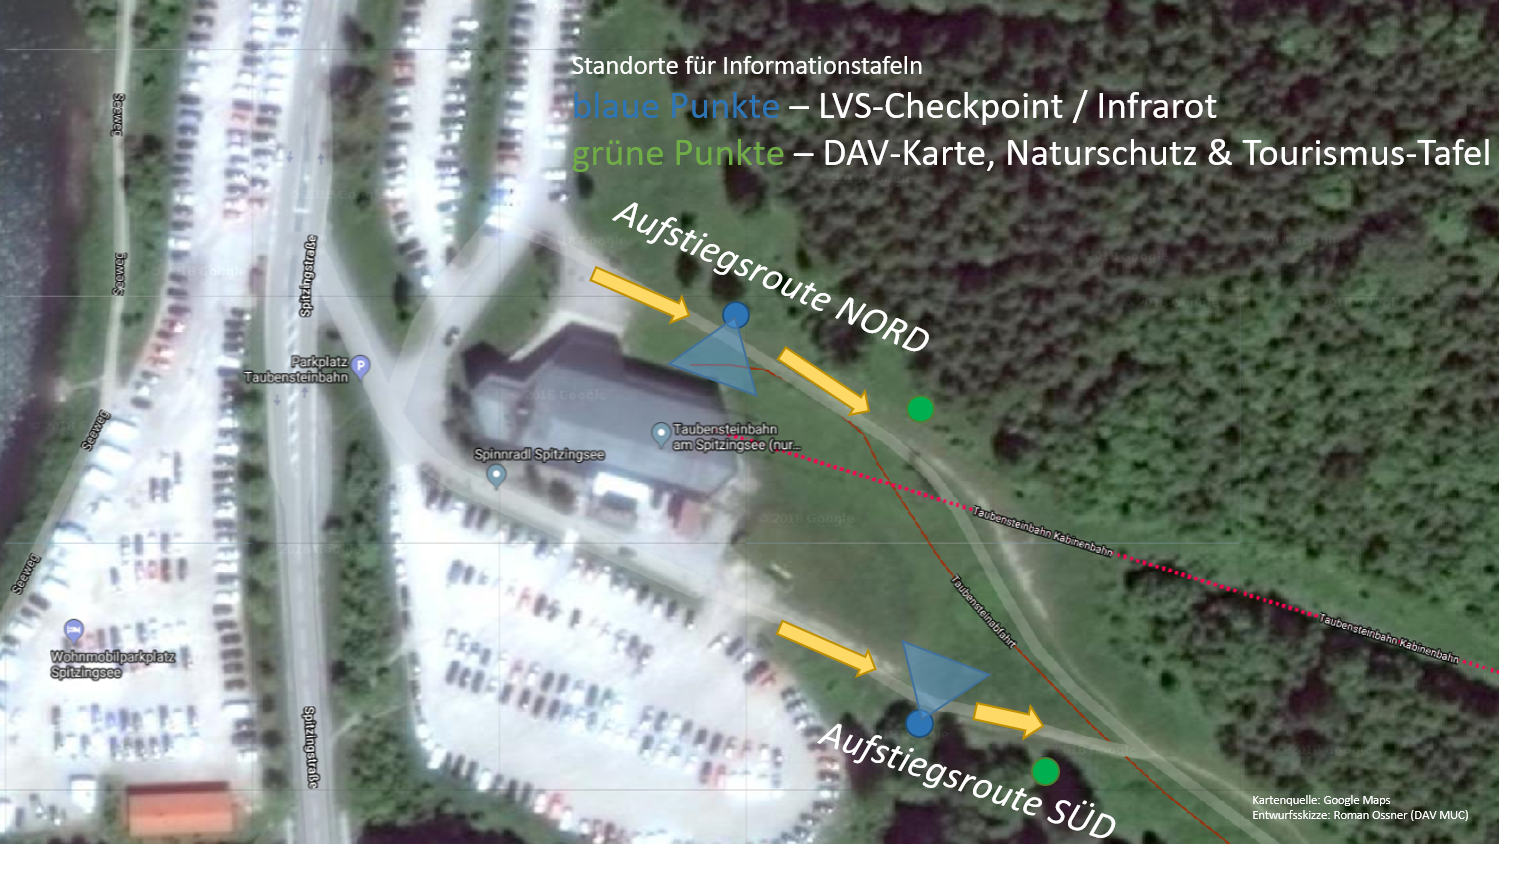 Standorte für Informationstafeln
blaue Punkte – LVS-Checkpoint / Infrarot
grüne Punkte – DAV-Karte, Naturschutz & Tourismus-Tafel
Aufstiegsroute NORD
Seeweg
Seeweg
Spitzingstraße
Parkplatz
Taubensteinbahn
P
Seeweg
Taubensteinbahn
am Spitzingsee (nur...
Spinnradl Spitzingsee
Taubensteinbahn Kabinenbahn
Seeweg
Taubensteinabfahrt
Taubensteinbahn Kabinenbahn
Wohnmobilparkplatz
Spitzingsee
Spitzingstraße
Aufstiegsroute SÜD
Kartenquelle: Google Maps
Entwurfsskizze: Roman Ossner (DAV MUC)